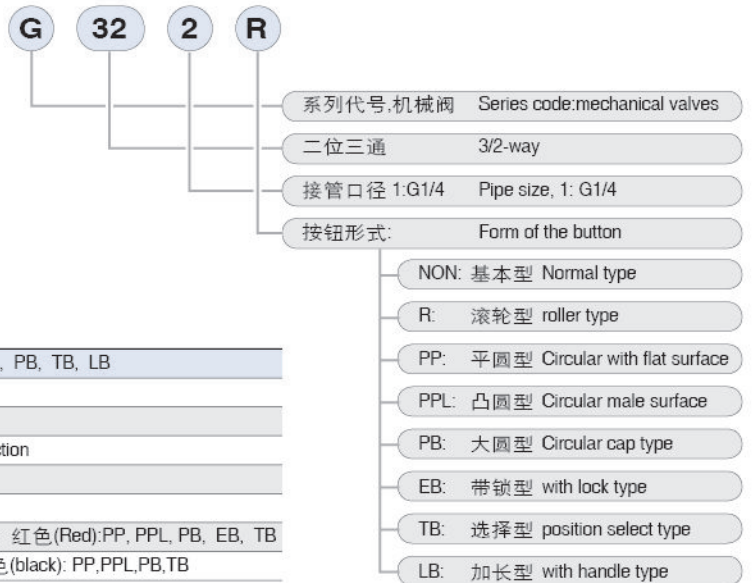 G 32 2 R
系列代号,机械阀 Series code:mechanical valves
二位三通 3/2-way
接管口径 1:G1/4 Pipe size, 1: G1/4
按钮形式: Form of the button
NON: 基本型 Normal type
R: 滚轮型 roller type
PP: 平圆型 Circular with flat surface
PPL: 凸圆型 Circular male surface
PB: 大圆型 Circular cap type
EB: 带锁型 with lock type
TB: 选择型 position select type
LB: 加长型 with handle type
, PB, TB, LB
tion
红色(Red):PP, PPL, PB, EB, TB
(black): PP,PPL,PB,TB